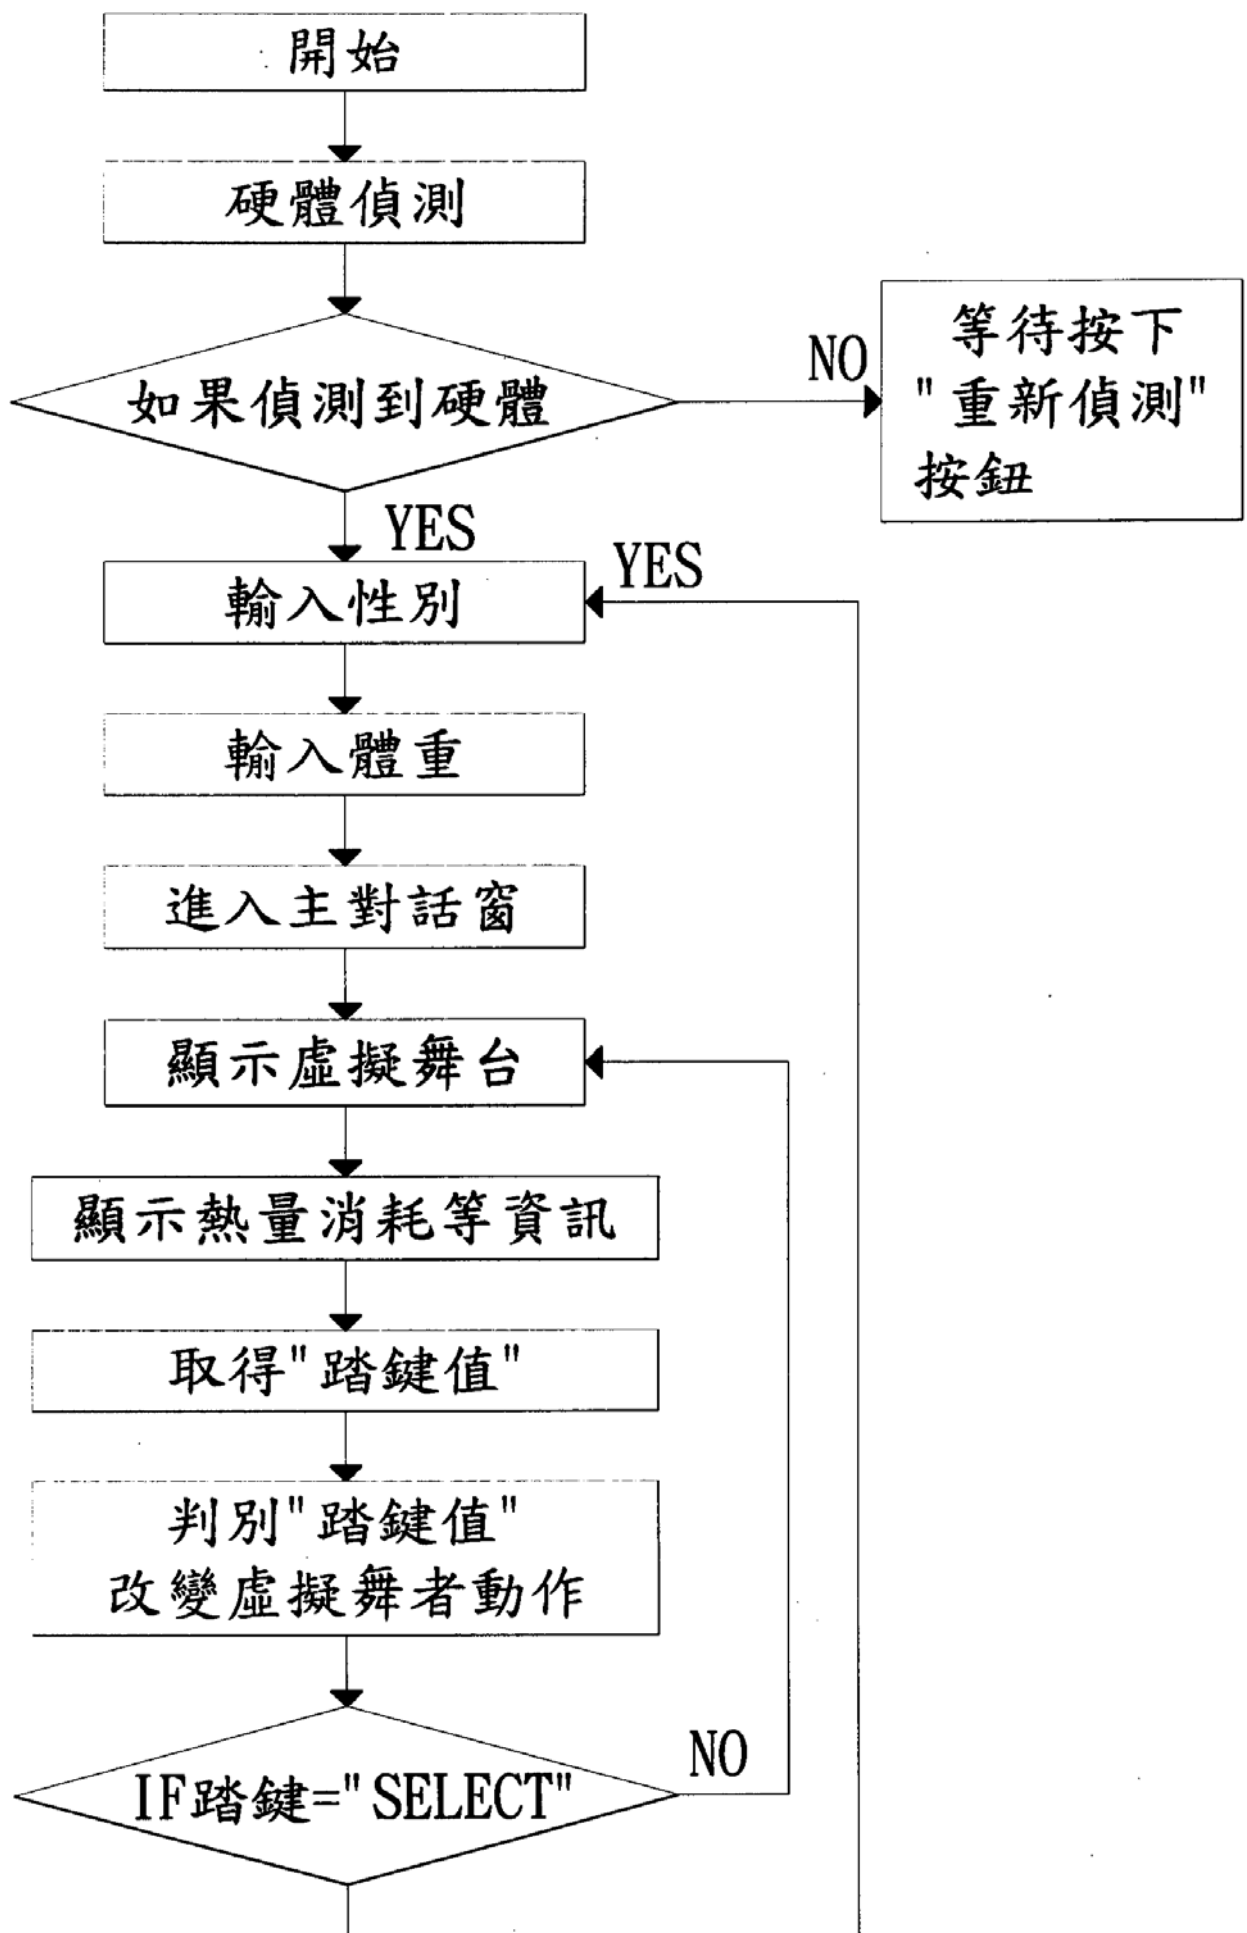 開始
硬體偵測
如果偵測到硬體
NO
等待按下
"重新偵測"
按鈕
YES
YES
輸入性別
輸入體重
進入主對話窗
顯示虛擬舞台
顯示熱量消耗等資訊
取得"踏鍵值"
判別"踏鍵值"
改變虛擬舞者動作
NO
IF踏鍵="SELECT"